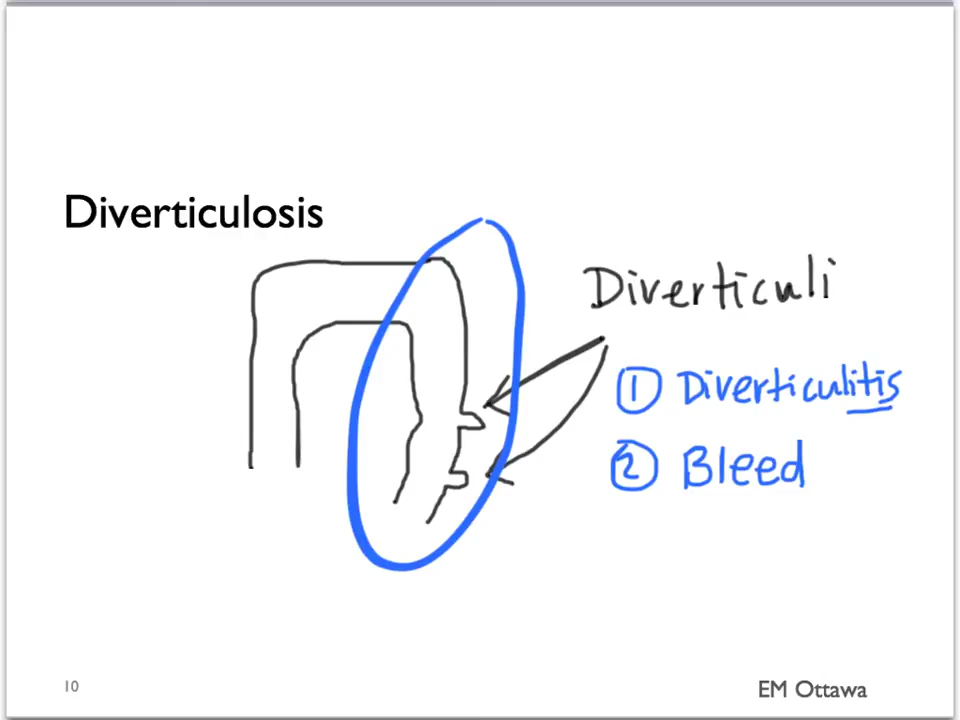 Diverticulosis
Diverticuli
① Diverticulitis
② Bleed
10
EM Ottawa